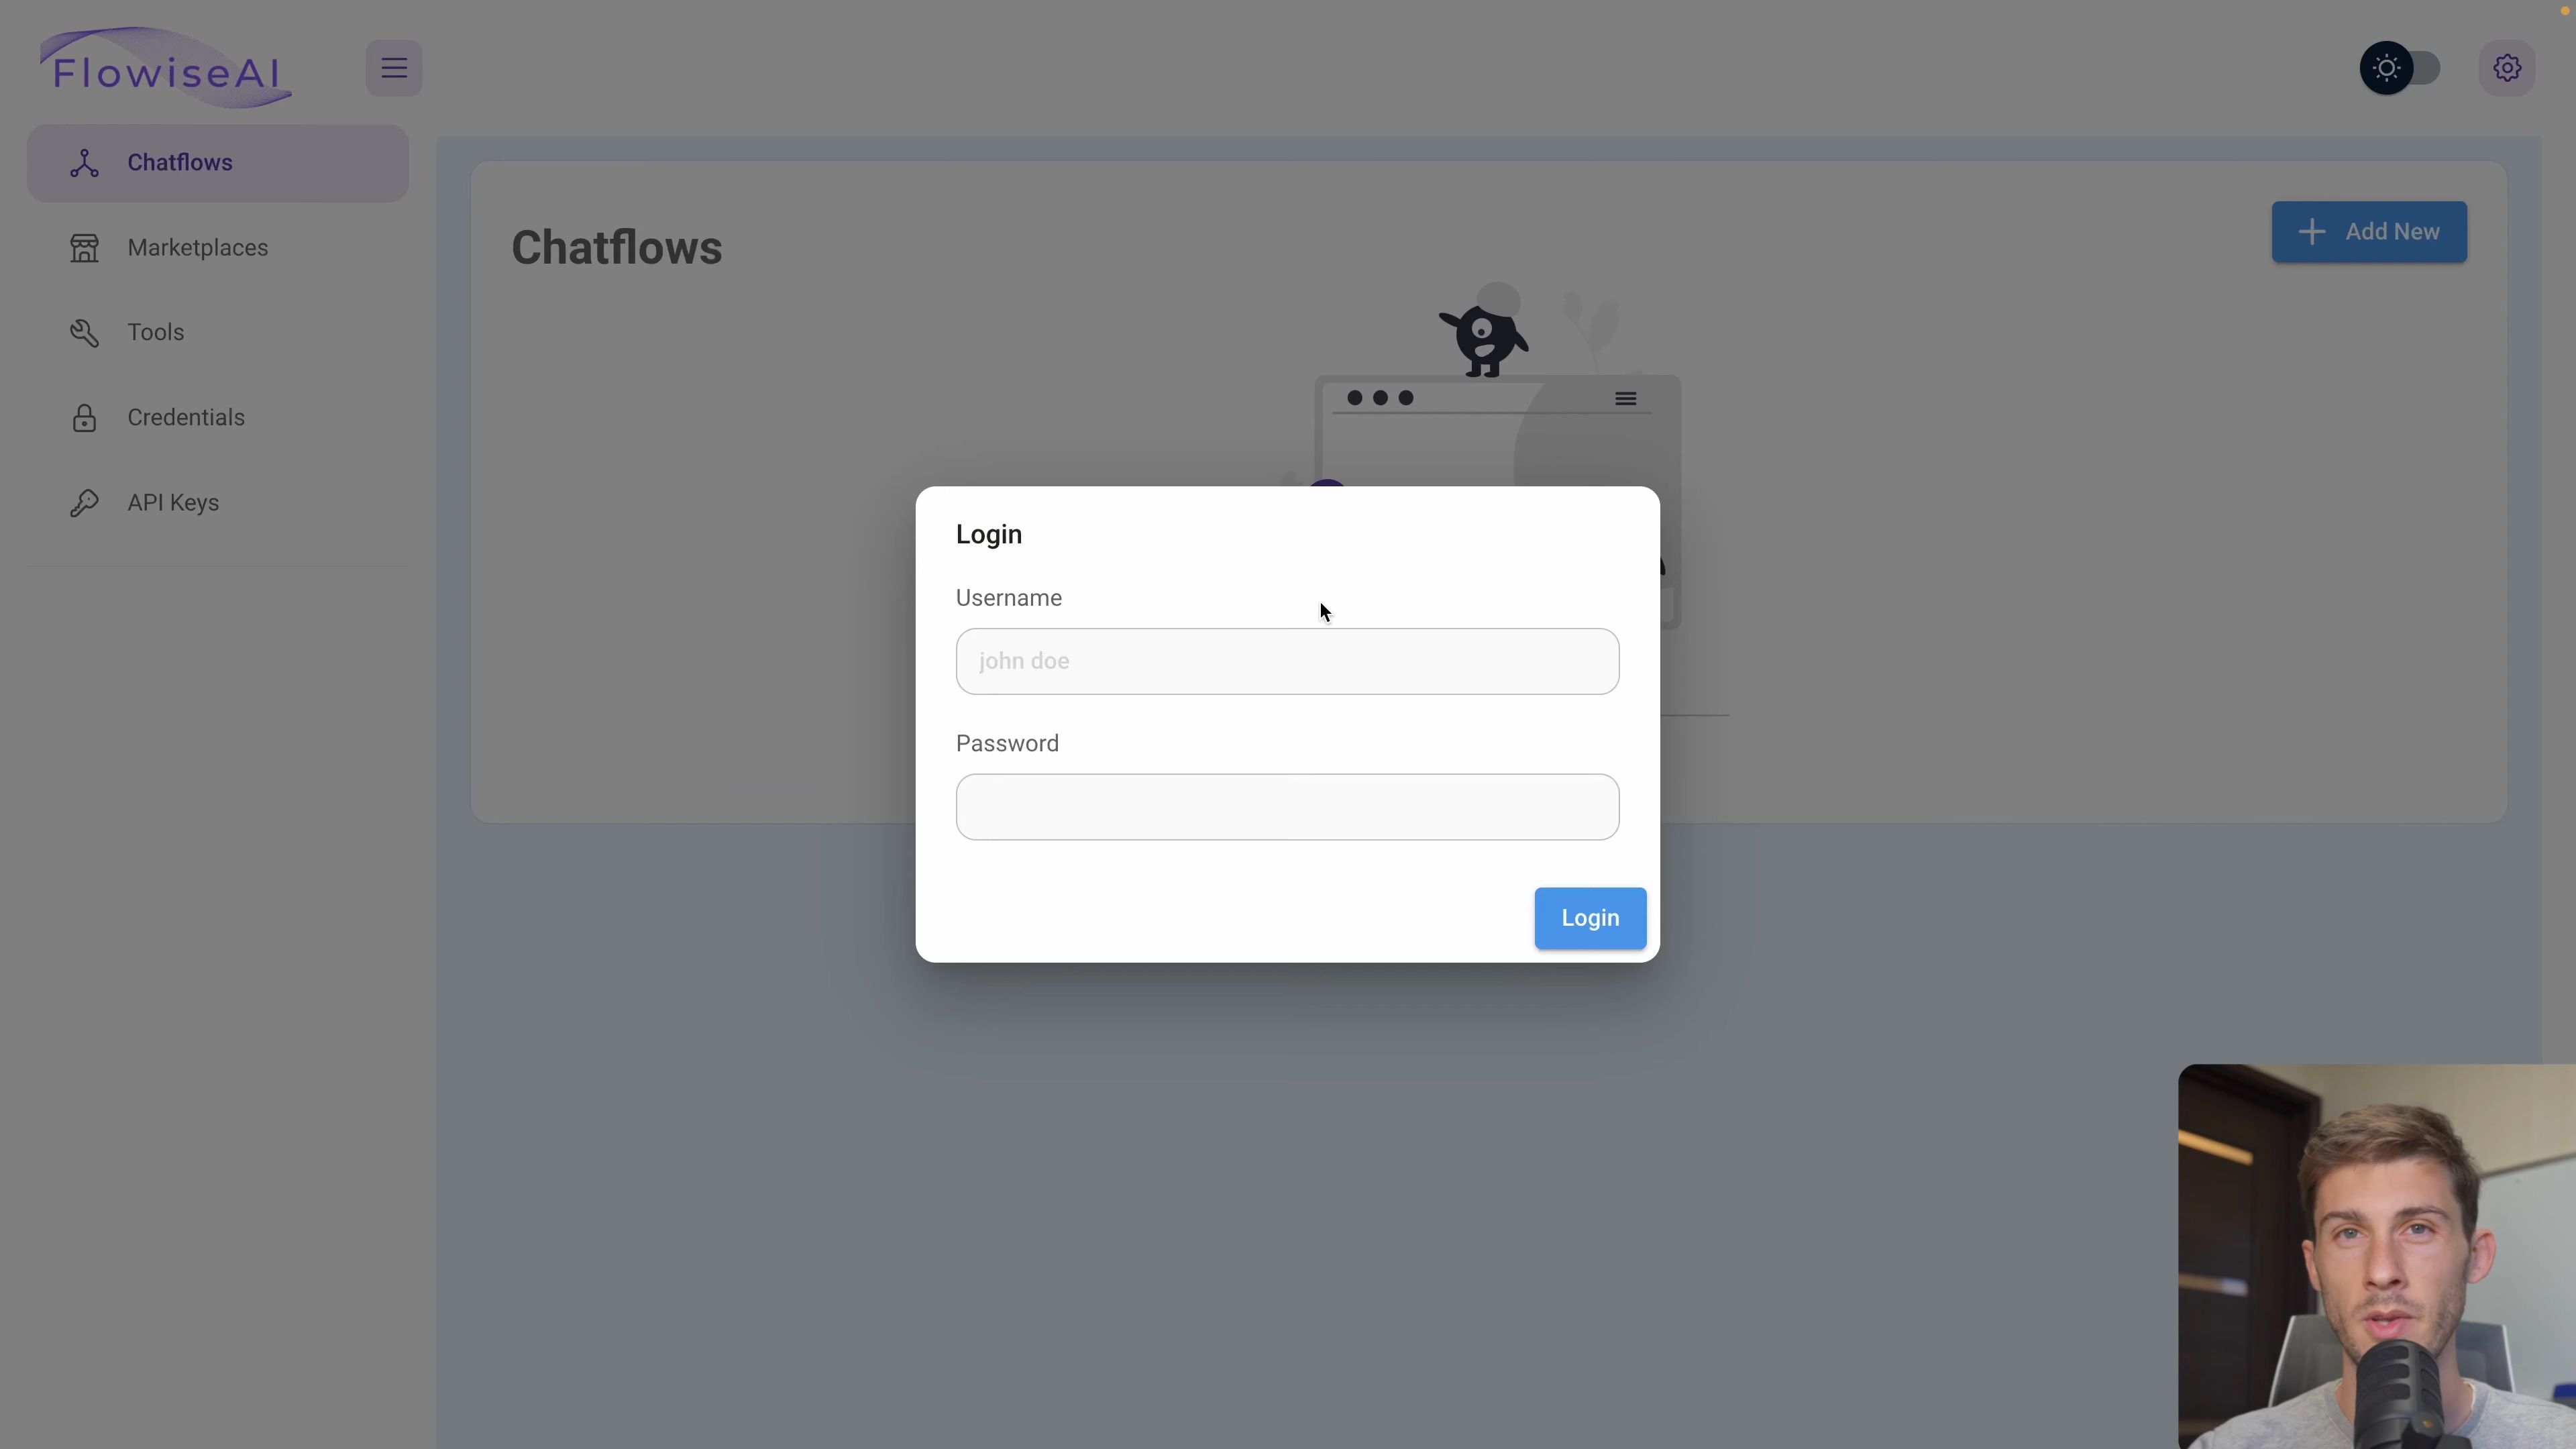 FlowiseAI
Chatflows
Marketplaces
Tools
Credentials
API Keys
Chatflows
Add New
Login
Username
john doe
Password
Login